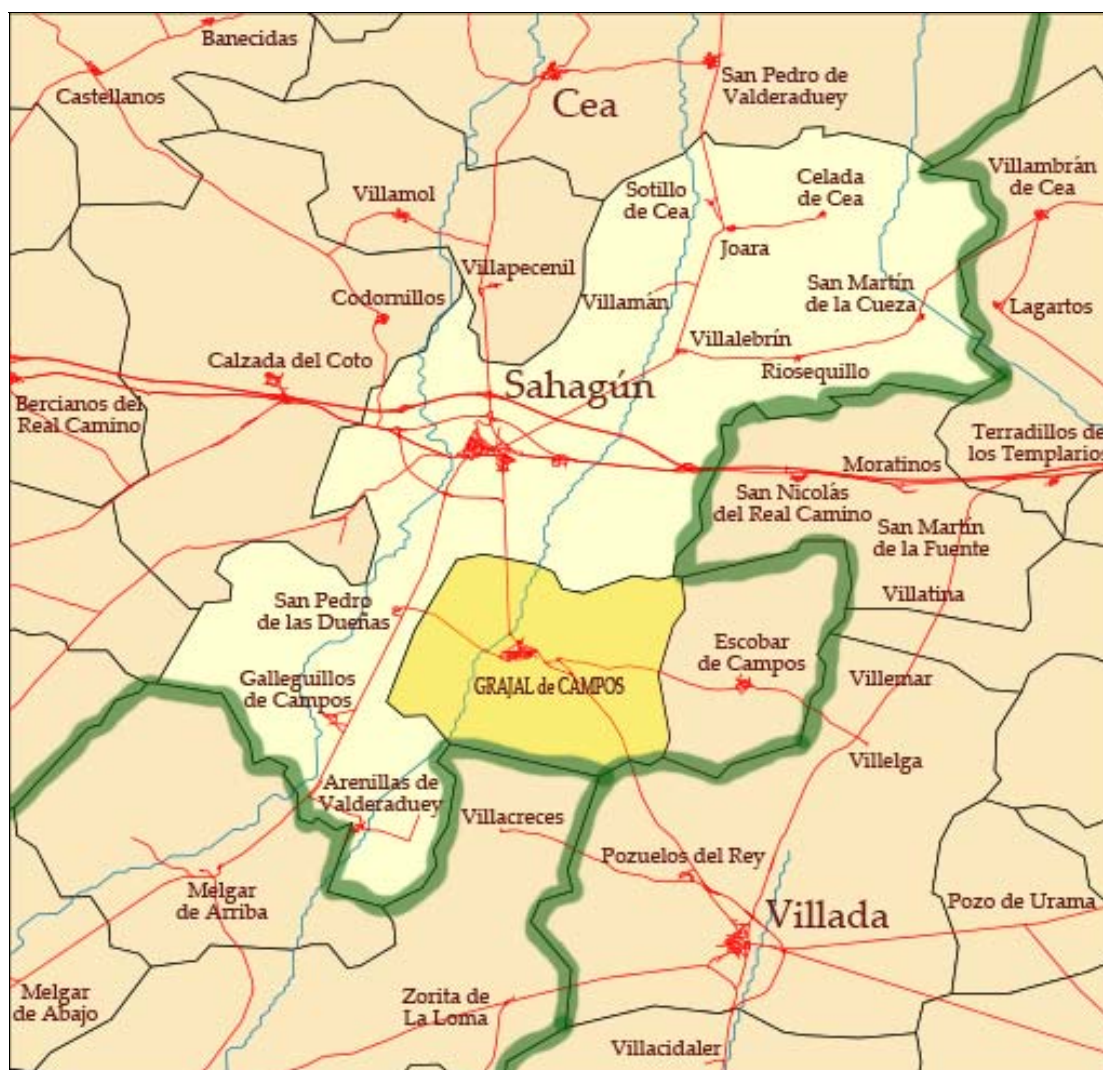 Banecidas
Castellanos
Cea
San Pedro de
Valderaduey
Villamol
Sotillo
de Cea
Celada
de Cea
Villambrán
de Cea
Joara
Villapecenil
Codornillos
Villamán
San Martín
de la Cueza
Lagartos
Calzada del Coto
Villalebrín
Riosequillo
Sahagún
Bercianos del
Real Camino
Terradillos de
los Templarios
Moratinos
San Nicolás
del Real Camino
San Martín
de la Fuente
Villatina
San Pedro
de las Dueñas
Escobar
de Campos
Galleguillos
de Campos
GRAJAL de CAMPOS
Villemar
Villelga
Arenillas de
Valderaduey
Villacreces
Pozuelos del Rey
Melgar
de Arriba
Villada
Pozo de Urama
Melgar
de Abajo
Zorita de
La Loma
Villacidaler